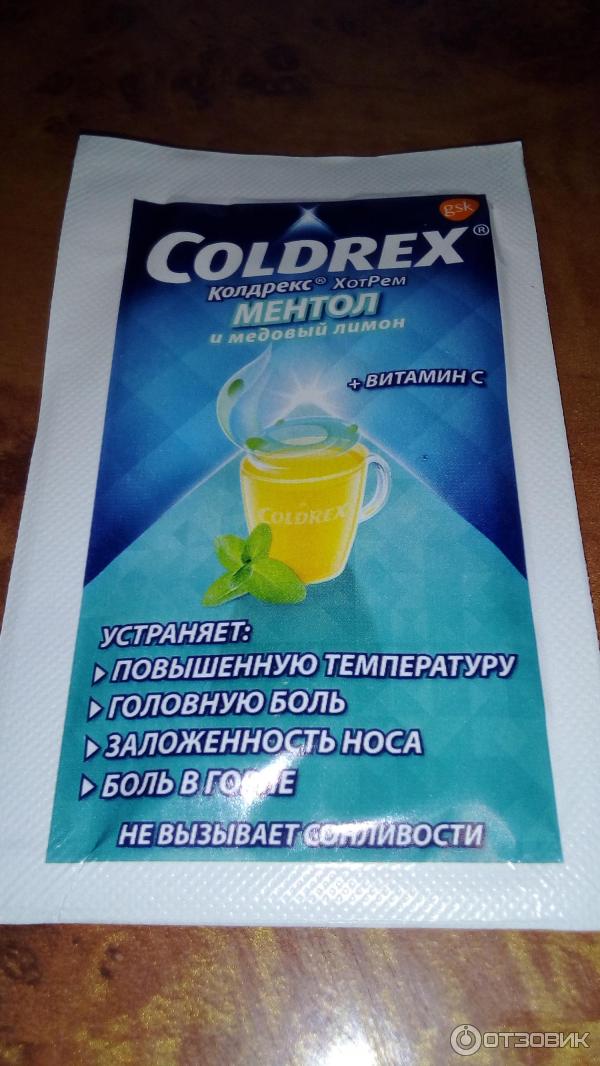 gsk
COLDREX®
Колдрекс® ХотРем
МЕНТОЛ
и медовый лимон
+ ВИТАМИН С
COLDREX
УСТРАНЯЕТ:
ПОВЫШЕННУЮ ТЕМПЕРАТУРУ
ГОЛОВНУЮ БОЛЬ
ЗАЛОЖЕННОСТЬ НОСА
БОЛЬ В ГОРЛЕ
НЕ ВЫЗЫВАЕТ СОНЛИВОСТИ
ОТЗОВИК